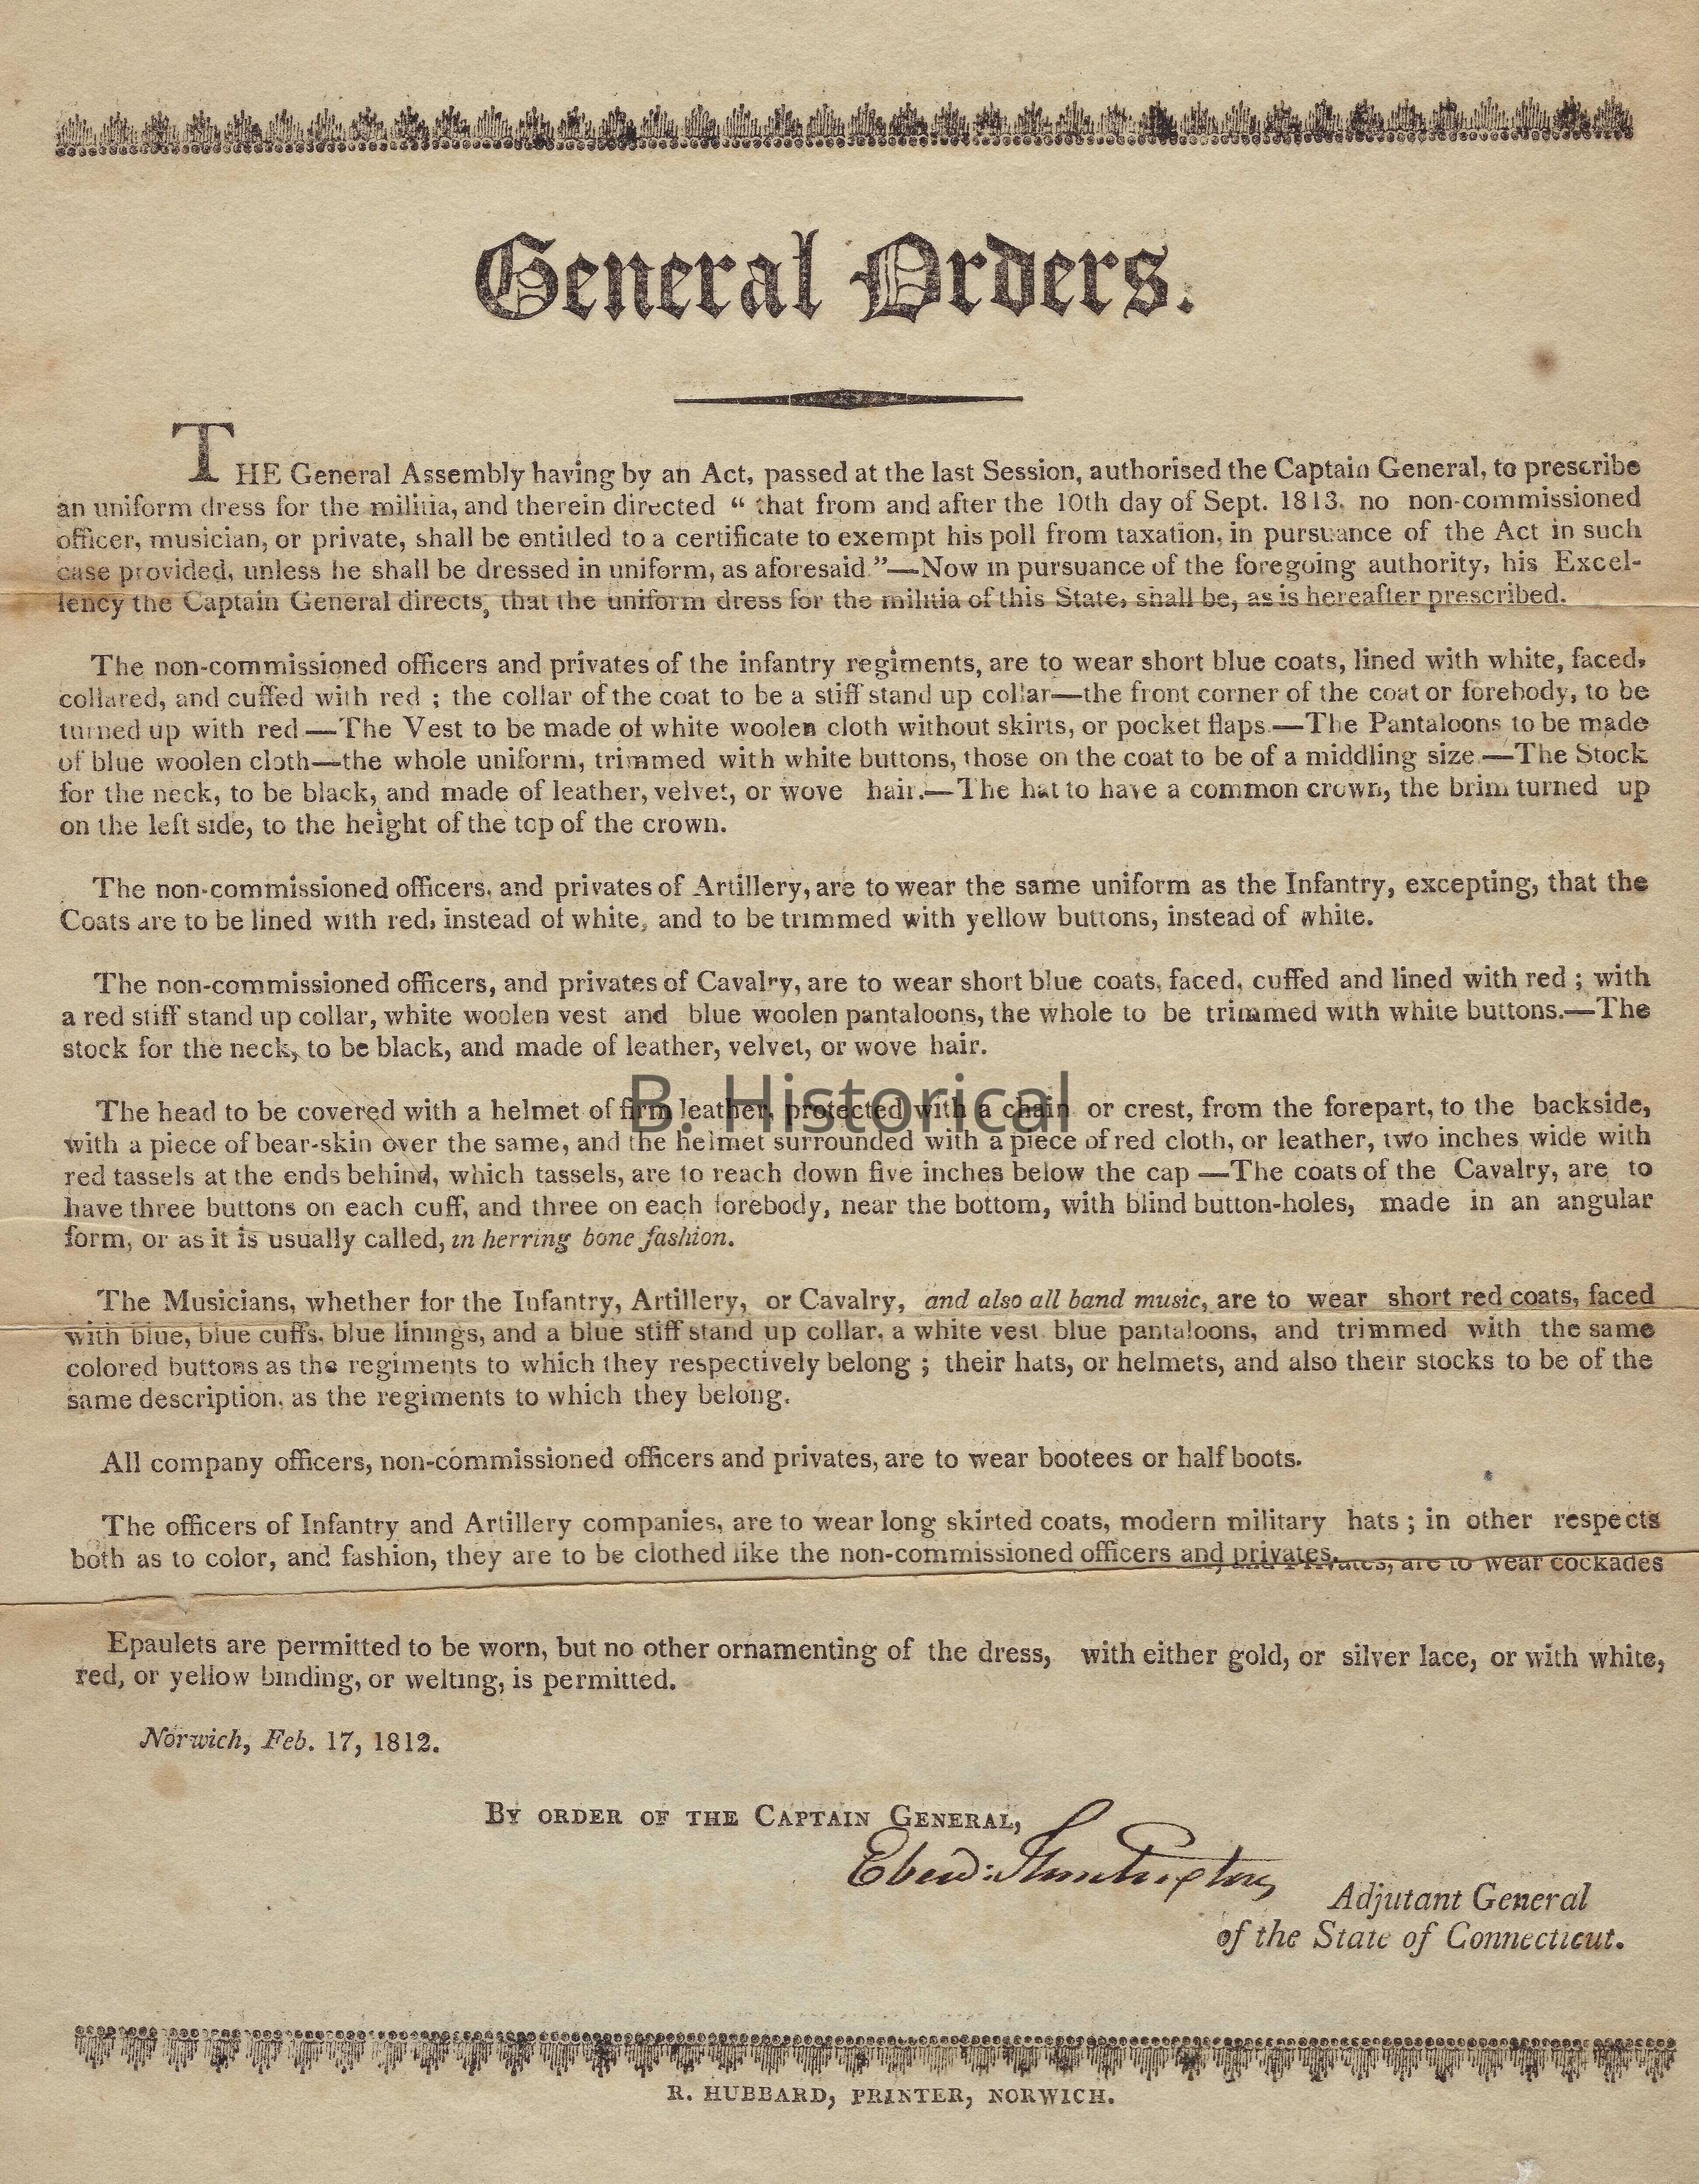 General Orders.
THE General Assembly having by an Act, passed at the last Session, authorised the Captain General, to prescribe
an uniform dress for the militia, and therein directed “ that from and after the 10th day of Sept. 1813. no non-commissioned
officer, musician, or private, shall be entitled to a certificate to exempt his poll from taxation, in pursuance of the Act in such
case provided, unless he shall be dressed in uniform, as aforesaid.”—Now in pursuance of the foregoing authority, his Excel-
lency the Captain General directs, that the uniform dress for the militia of this State, shall be, as is hereafter prescribed.
The non-commissioned officers and privates of the infantry regiments, are to wear short blue coats, lined with white, faced,
collared, and cuffed with red ; the collar of the coat to be a stiff stand up collar—the front corner of the coat or forebody, to be
turned up with red—The Vest to be made of white woolen cloth without skirts, or pocket flaps.—The Pantaloons to be made
of blue woolen cloth—the whole uniform, trimmed with white buttons, those on the coat to be of a middling size.—The Stock
for the neck, to be black, and made of leather, velvet, or wove hair.—The hat to have a common crown, the brim turned up
on the left side, to the height of the top of the crown.
The non-commissioned officers, and privates of Artillery, are to wear the same uniform as the Infantry, excepting, that the
Coats are to be lined with red, instead of white, and to be trimmed with yellow buttons, instead of white.
The non-commissioned officers, and privates of Cavalry, are to wear short blue coats, faced, cuffed and lined with red ; with
a red stiff stand up collar, white woolen vest and blue woolen pantaloons, the whole to be trimmed with white buttons.—The
stock for the neck, to be black, and made of leather, velvet, or wove hair.
B. Historical
The head to be covered with a helmet of firm leather, protected with a chain or crest, from the forepart, to the backside,
with a piece of bear-skin over the same, and the helmet surrounded with a piece of red cloth, or leather, two inches wide with
red tassels at the ends behind, which tassels, are to reach down five inches below the cap —The coats of the Cavalry, are to
have three buttons on each cuff, and three on each forebody, near the bottom, with blind button-holes, made in an angular
form, or as it is usually called, in herring bone fashion.
The Musicians, whether for the Infantry, Artillery, or Cavalry, and also all band music, are to wear short red coats, faced
with blue, blue cuffs, blue linings, and a blue stiff stand up collar, a white vest blue pantaloons, and trimmed with the same
colored buttons as the regiments to which they respectively belong ; their hats, or helmets, and also their stocks to be of the
same description, as the regiments to which they belong.
All company officers, non-commissioned officers and privates, are to wear bootees or half boots.
The officers of Infantry and Artillery companies, are to wear long skirted coats, modern military hats ; in other respects
both as to color, and fashion, they are to be clothed like the non-commissioned officers and privates.
and Privates, are to wear cockades
Epaulets are permitted to be worn, but no other ornamenting of the dress, with either gold, or silver lace, or with white,
red, or yellow binding, or welting, is permitted.
Norwich, Feb. 17, 1812.
By order of the Captain General,
Ebenr: Huntington
Adjutant General
of the State of Connecticut.
R. HUBBARD, PRINTER, NORWICH.